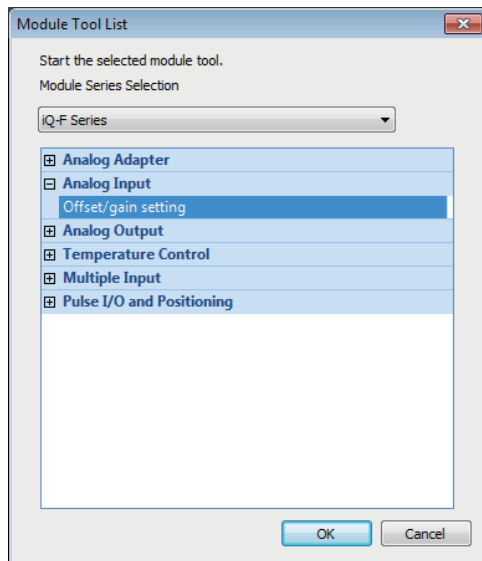 Module Tool List
Start the selected module tool.
Module Series Selection
iQ-F Series
Analog Adapter
Analog Input
Offset/gain setting
Analog Output
Temperature Control
Multiple Input
Pulse I/O and Positioning
OK Cancel